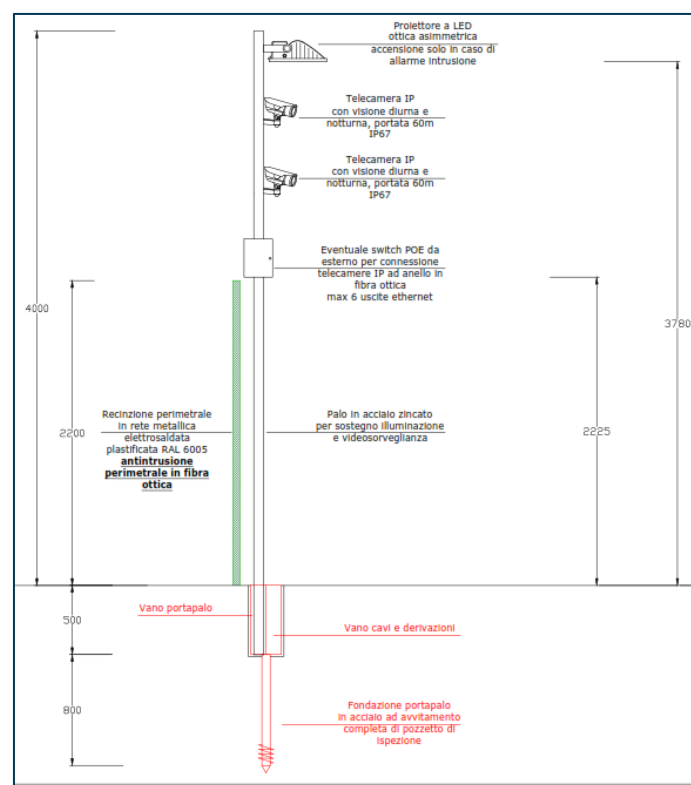 Proiettore a LED
ottica asimmetrica
accensione solo in caso di
allarme intrusione
Telecamera IP
con visione diurna e
notturna, portata 60m
IP67
Telecamera IP
con visione diurna e
notturna, portata 60m
IP67
Eventuale switch POE da
esterno per connessione
telecamere IP ad anello in
fibra ottica
max 6 uscite ethernet
4000
3780
2200
2225
Recinzione perimetrale
in rete metallica
elettrosaldata
plastificata RAL 6005
antintrusione
perimetrale in fibra
ottica
Palo in acciaio zincato
per sostegno illuminazione
e videosorveglianza
500
Vano portapalo
Vano cavi e derivazioni
800
Fondazione portapalo
in acciaio ad avvitamento
completa di pozzetto di
ispezione